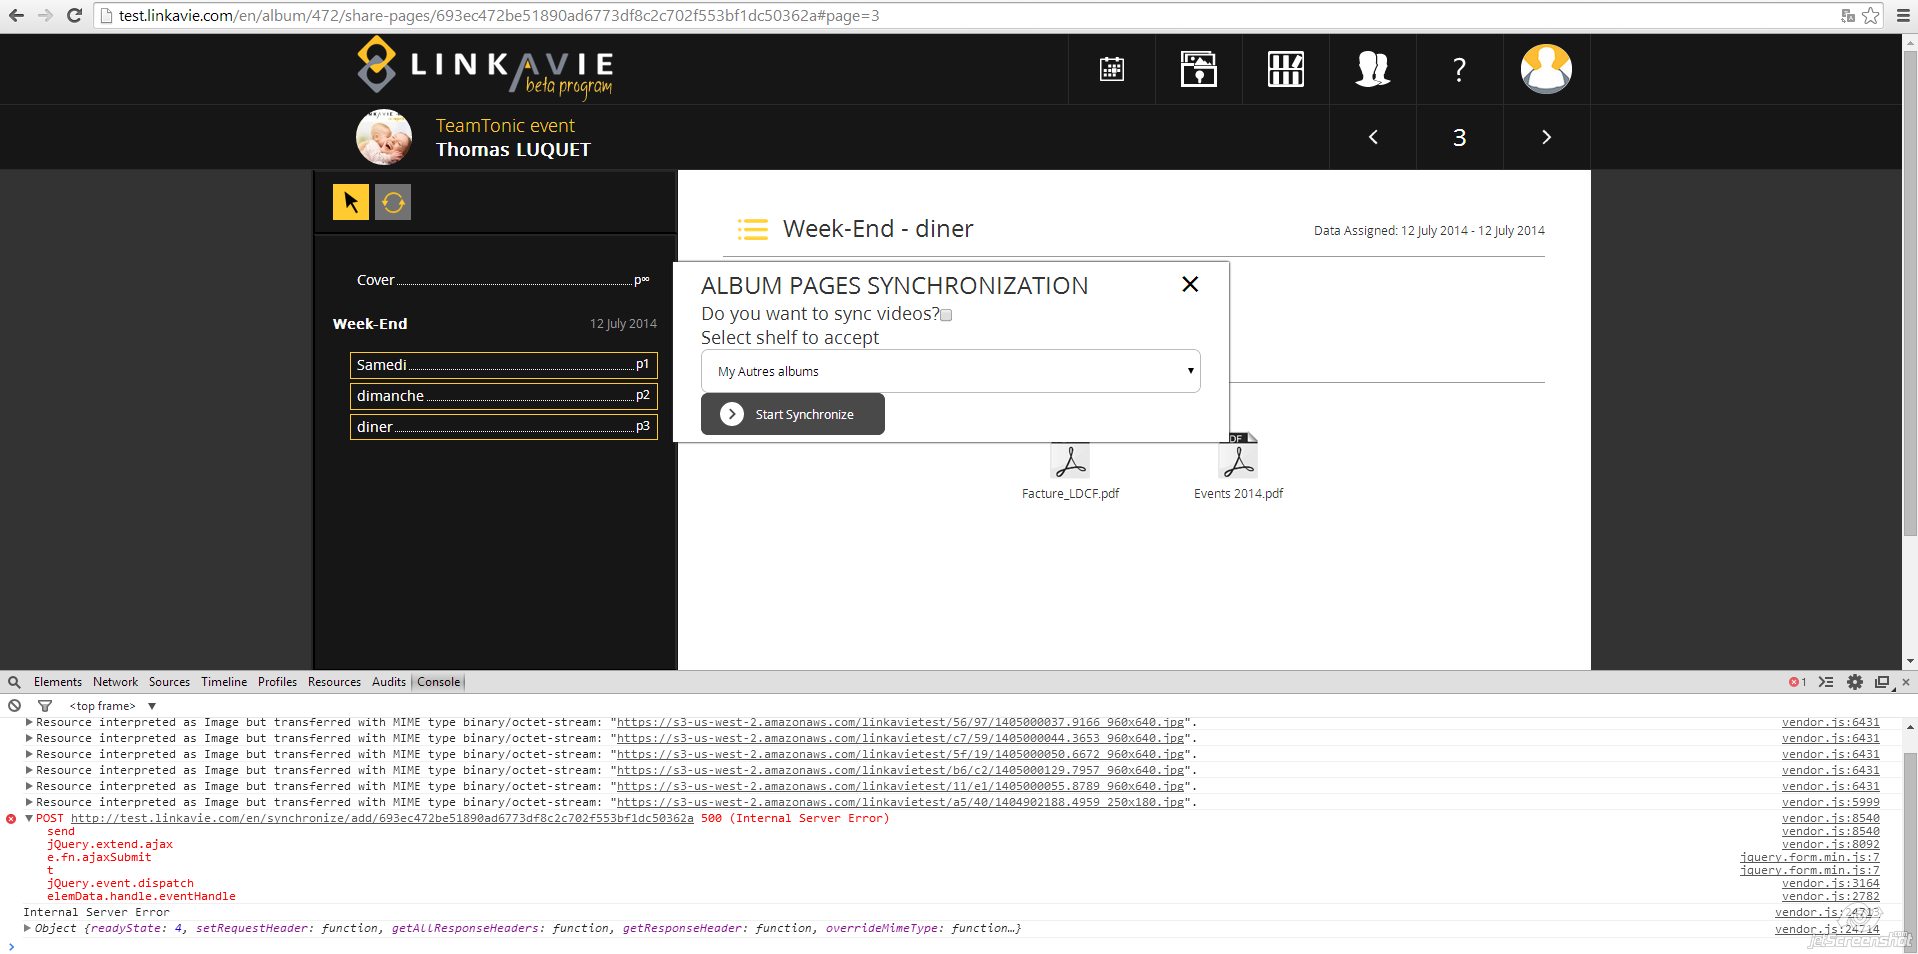 test.linkavie.com/en/album/472/share-pages/693ec472be51890ad6773df8c2c702f553bf1dc50362a#page=3
LINKAVIE
beta program
?
TeamTonic event
Thomas LUQUET
3
Week-End - diner
Data Assigned: 12 July 2014 - 12 July 2014
Cover p∞
Week-End 12 July 2014
Samedi p1
dimanche p2
diner p3
ALBUM PAGES SYNCHRONIZATION
Do you want to sync videos?
Select shelf to accept
My Autres albums
Start Synchronize
DF
Facture_LDCF.pdf
Events 2014.pdf
Elements Network Sources Timeline Profiles Resources Audits Console 1
<top frame>
Resource interpreted as Image but transferred with MIME type binary/octet-stream: "https://s3-us-west-2.amazonaws.com/linkavietest/56/97/1405000037.9166_960x640.jpg". vendor.js:6431
Resource interpreted as Image but transferred with MIME type binary/octet-stream: "https://s3-us-west-2.amazonaws.com/linkavietest/c7/59/1405000044.3653_960x640.jpg". vendor.js:6431
Resource interpreted as Image but transferred with MIME type binary/octet-stream: "https://s3-us-west-2.amazonaws.com/linkavietest/5f/19/1405000050.6672_960x640.jpg". vendor.js:6431
Resource interpreted as Image but transferred with MIME type binary/octet-stream: "https://s3-us-west-2.amazonaws.com/linkavietest/b6/c2/1405000129.7957_960x640.jpg". vendor.js:6431
Resource interpreted as Image but transferred with MIME type binary/octet-stream: "https://s3-us-west-2.amazonaws.com/linkavietest/11/e1/1405000055.8789_960x640.jpg". vendor.js:6431
Resource interpreted as Image but transferred with MIME type binary/octet-stream: "https://s3-us-west-2.amazonaws.com/linkavietest/a5/40/1404902188.4959_250x180.jpg". vendor.js:5999
POST http://test.linkavie.com/en/synchronize/add/693ec472be51890ad6773df8c2c702f553bf1dc50362a 500 (Internal Server Error) vendor.js:8540
send vendor.js:8540
jQuery.extend.ajax vendor.js:8092
e.fn.ajaxSubmit jquery.form.min.js:7
t jquery.form.min.js:7
jQuery.event.dispatch vendor.js:3164
elemData.handle.eventHandle vendor.js:2782
Internal Server Error vendor.js:24713
Object {readyState: 4, setRequestHeader: function, getAllResponseHeaders: function, getResponseHeader: function, overrideMimeType: function…} vendor.js:24714
jetscreenshot
.com